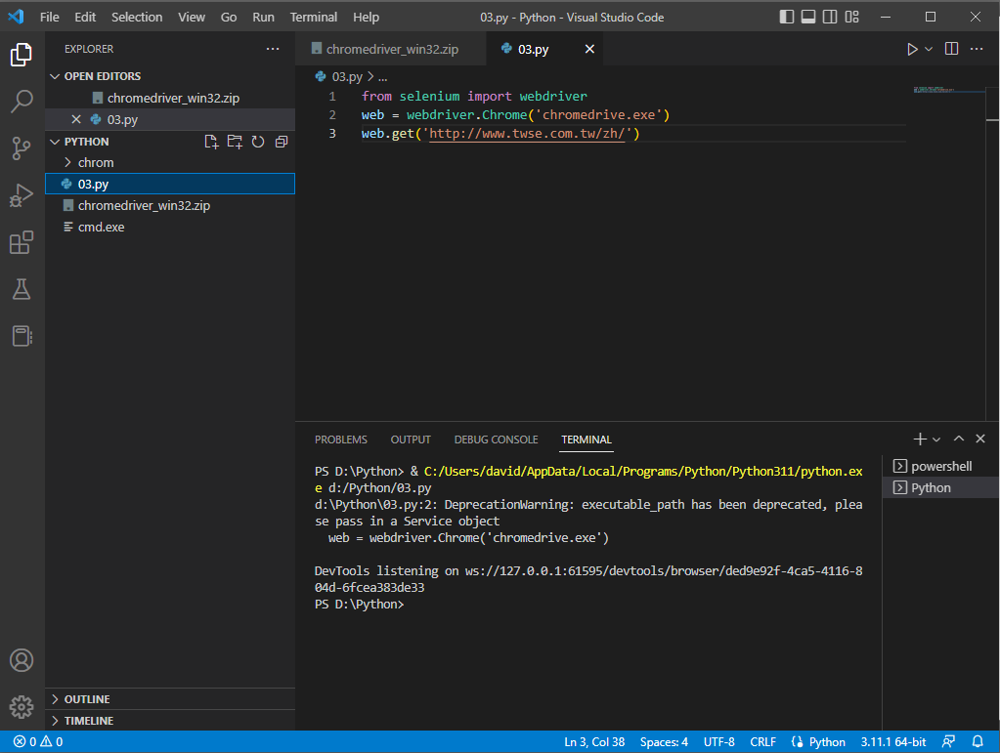 File Edit Selection View Go Run Terminal Help 03.py - Python - Visual Studio Code
EXPLORER
OPEN EDITORS
chromedriver_win32.zip
03.py
PYTHON
chrom
03.py
chromedriver_win32.zip
cmd.exe
OUTLINE
TIMELINE
chromedriver_win32.zip 03.py
03.py > ...
1 from selenium import webdriver
2 web = webdriver.Chrome('chromedrive.exe')
3 web.get('http://www.twse.com.tw/zh/')
PROBLEMS OUTPUT DEBUG CONSOLE TERMINAL
PS D:\Python> & C:/Users/david/AppData/Local/Programs/Python/Python311/python.ex
e d:/Python/03.py
d:\Python\03.py:2: DeprecationWarning: executable_path has been deprecated, plea
se pass in a Service object
web = webdriver.Chrome('chromedrive.exe')
DevTools listening on ws://127.0.0.1:61595/devtools/browser/ded9e92f-4ca5-4116-8
04d-6fcea383de33
PS D:\Python>
powershell
Python
0 0 Ln 3, Col 38 Spaces: 4 UTF-8 CRLF Python 3.11.1 64-bit